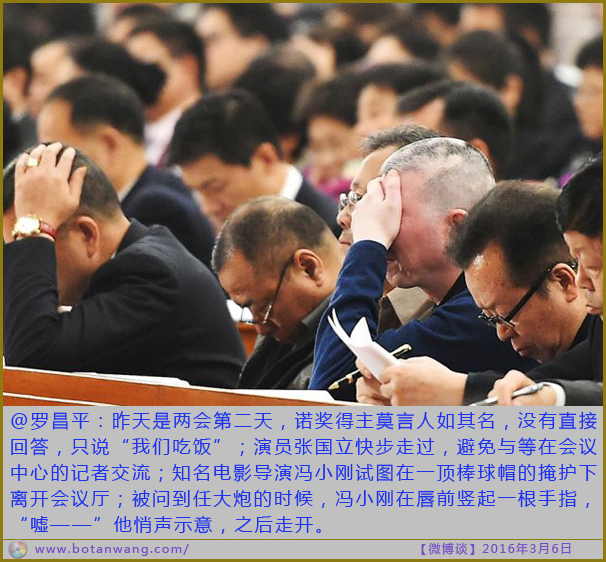 @罗昌平：昨天是两会第二天，诺奖得主莫言人如其名，没有直接
回答，只说“我们吃饭”；演员张国立快步走过，避免与等在会议
中心的记者交流；知名电影导演冯小刚试图在一顶棒球帽的掩护下
离开会议厅；被问到任大炮的时候，冯小刚在唇前竖起一根手指，
“嘘——”他悄声示意，之后走开。
www.botanwang.com/ 【微博谈】2016年3月6日